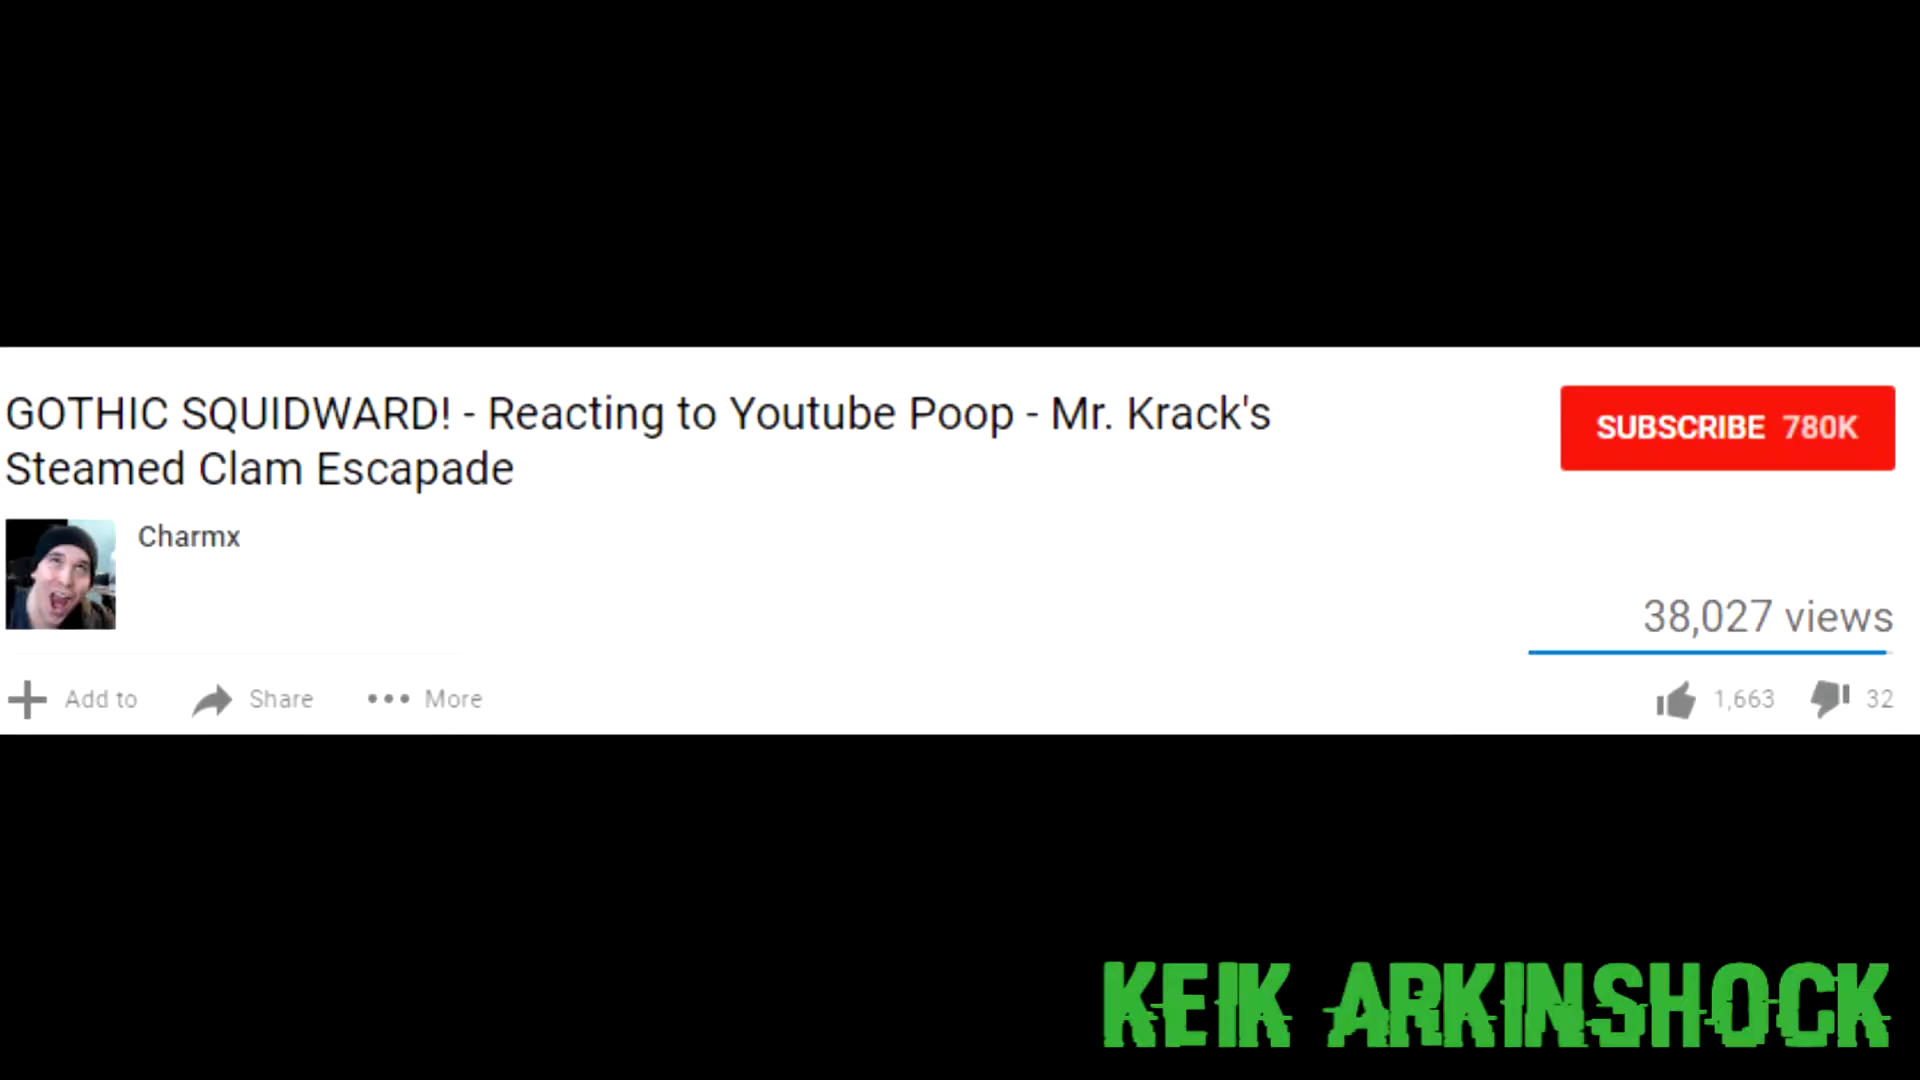 GOTHIC SQUIDWARD! - Reacting to Youtube Poop - Mr. Krack's
Steamed Clam Escapade
SUBSCRIBE 780K
Charmx
38,027 views
Add to Share More
1,663 32
KEIK ARKINSHOCK